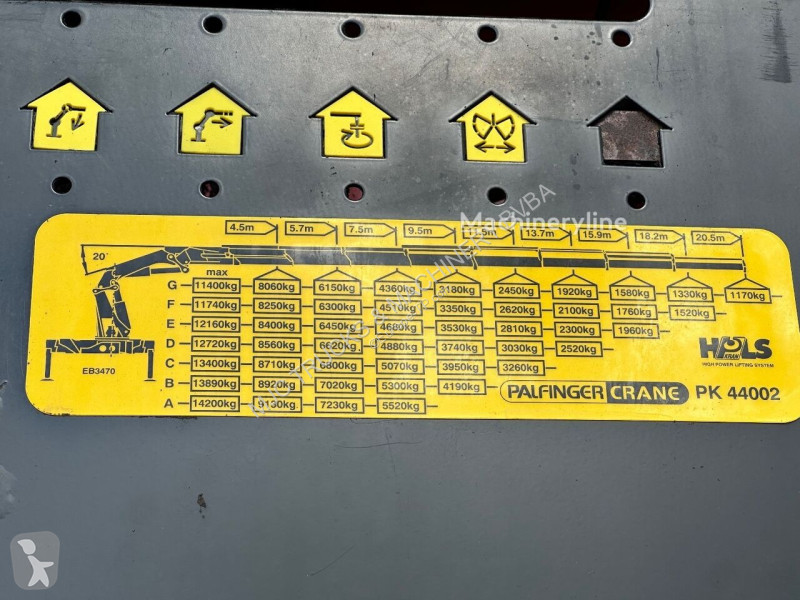 Machineryline
4.5m 5.7m 7.5m 9.5m 13.7m 15.9m 18.2m 20.5m
20°
max
G 11400kg 8060kg 6150kg 4360kg 3180kg 2450kg 1920kg 1580kg 1330kg 1170kg
F 11740kg 8250kg 6300kg 4510kg 3350kg 2620kg 2100kg 1760kg 1520kg
E 12160kg 8400kg 6450kg 4680kg 3530kg 2810kg 2300kg 1960kg
D 12720kg 8560kg 6620kg 4880kg 3740kg 3030kg 2520kg
C 13400kg 8710kg 6800kg 5070kg 3950kg 3260kg
B 13890kg 8920kg 7020kg 5300kg 4190kg
A 14200kg 9130kg 7230kg 5520kg
EB3470
HPLS
KRAN
HIGH POWER LIFTING SYSTEM
PALFINGER CRANE PK 44002